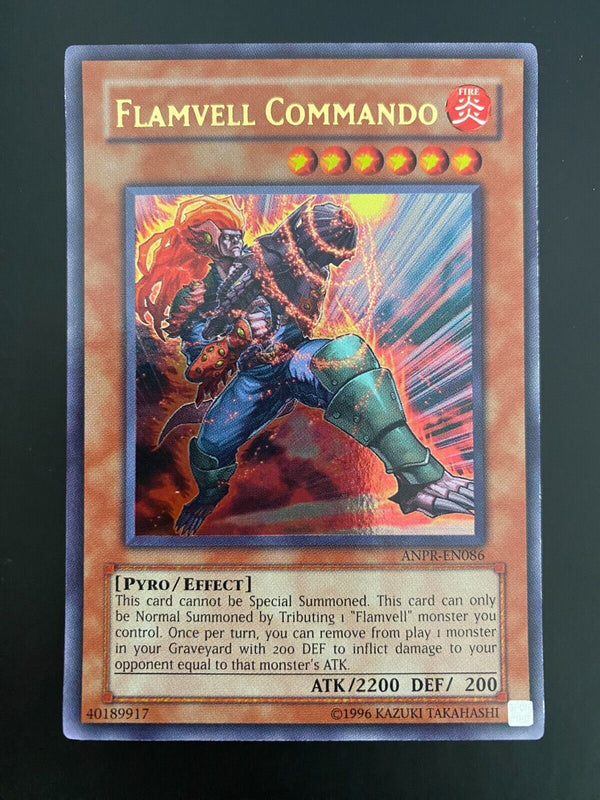 FLAMVELL COMMANDO
FIRE
炎
ANPR-EN086
[PYRO/EFFECT]
This card cannot be Special Summoned. This card can only
be Normal Summoned by Tributing 1 "Flamvell" monster you
control. Once per turn, you can remove from play 1 monster
in your Graveyard with 200 DEF to inflict damage to your
opponent equal to that monster's ATK.
ATK/2200 DEF/ 200
40189917
©1996 KAZUKI TAKAHASHI